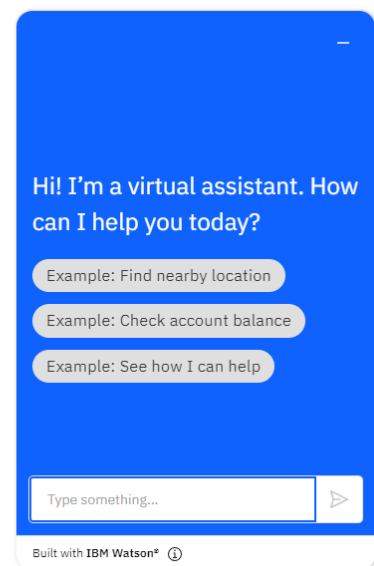 Hi! I’m a virtual assistant. How
can I help you today?
Example: Find nearby location
Example: Check account balance
Example: See how I can help
Type something...
Built with IBM Watson®